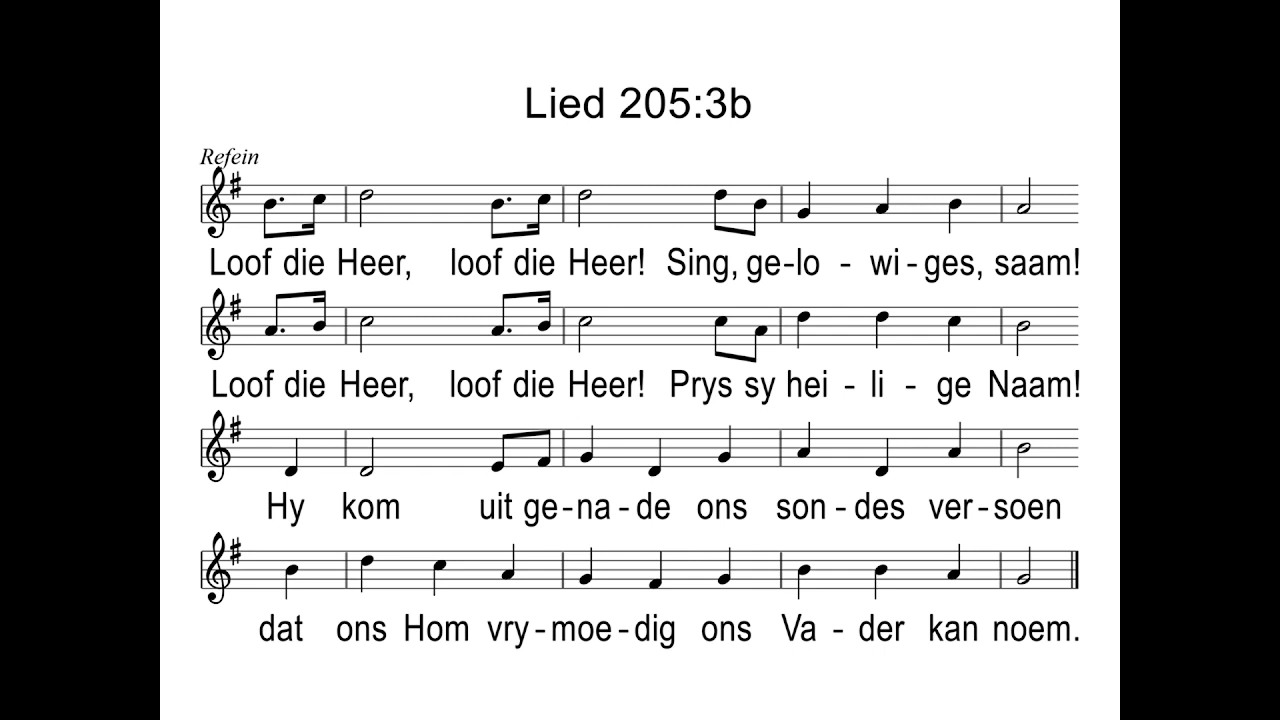 Lied 205:3b
Refein
Loof die Heer, loof die Heer! Sing, ge-lo - wi - ges, saam!
Loof die Heer, loof die Heer! Prys sy hei - li - ge Naam!
Hy kom uit ge-na - de ons son - des ver-soen
dat ons Hom vry-moe-dig ons Va - der kan noem.